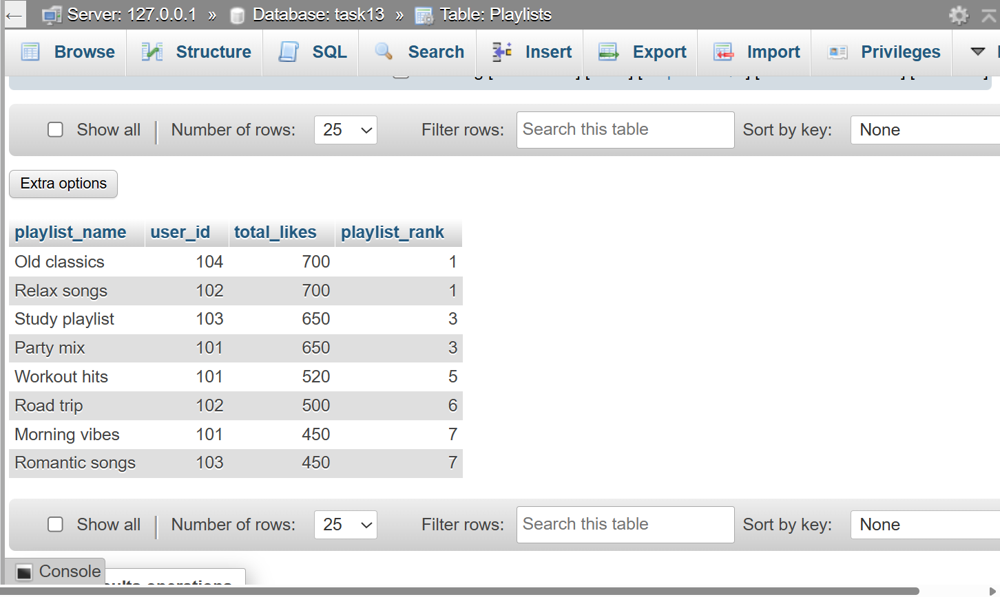 Server: 127.0.0.1 » Database: task13 » Table: Playlists
Browse Structure SQL Search Insert Export Import Privileges
Show all Number of rows: 25 Filter rows: Search this table Sort by key: None
Extra options
playlist_name user_id total_likes playlist_rank
Old classics 104 700 1
Relax songs 102 700 1
Study playlist 103 650 3
Party mix 101 650 3
Workout hits 101 520 5
Road trip 102 500 6
Morning vibes 101 450 7
Romantic songs 103 450 7
Show all Number of rows: 25 Filter rows: Search this table Sort by key: None
Console